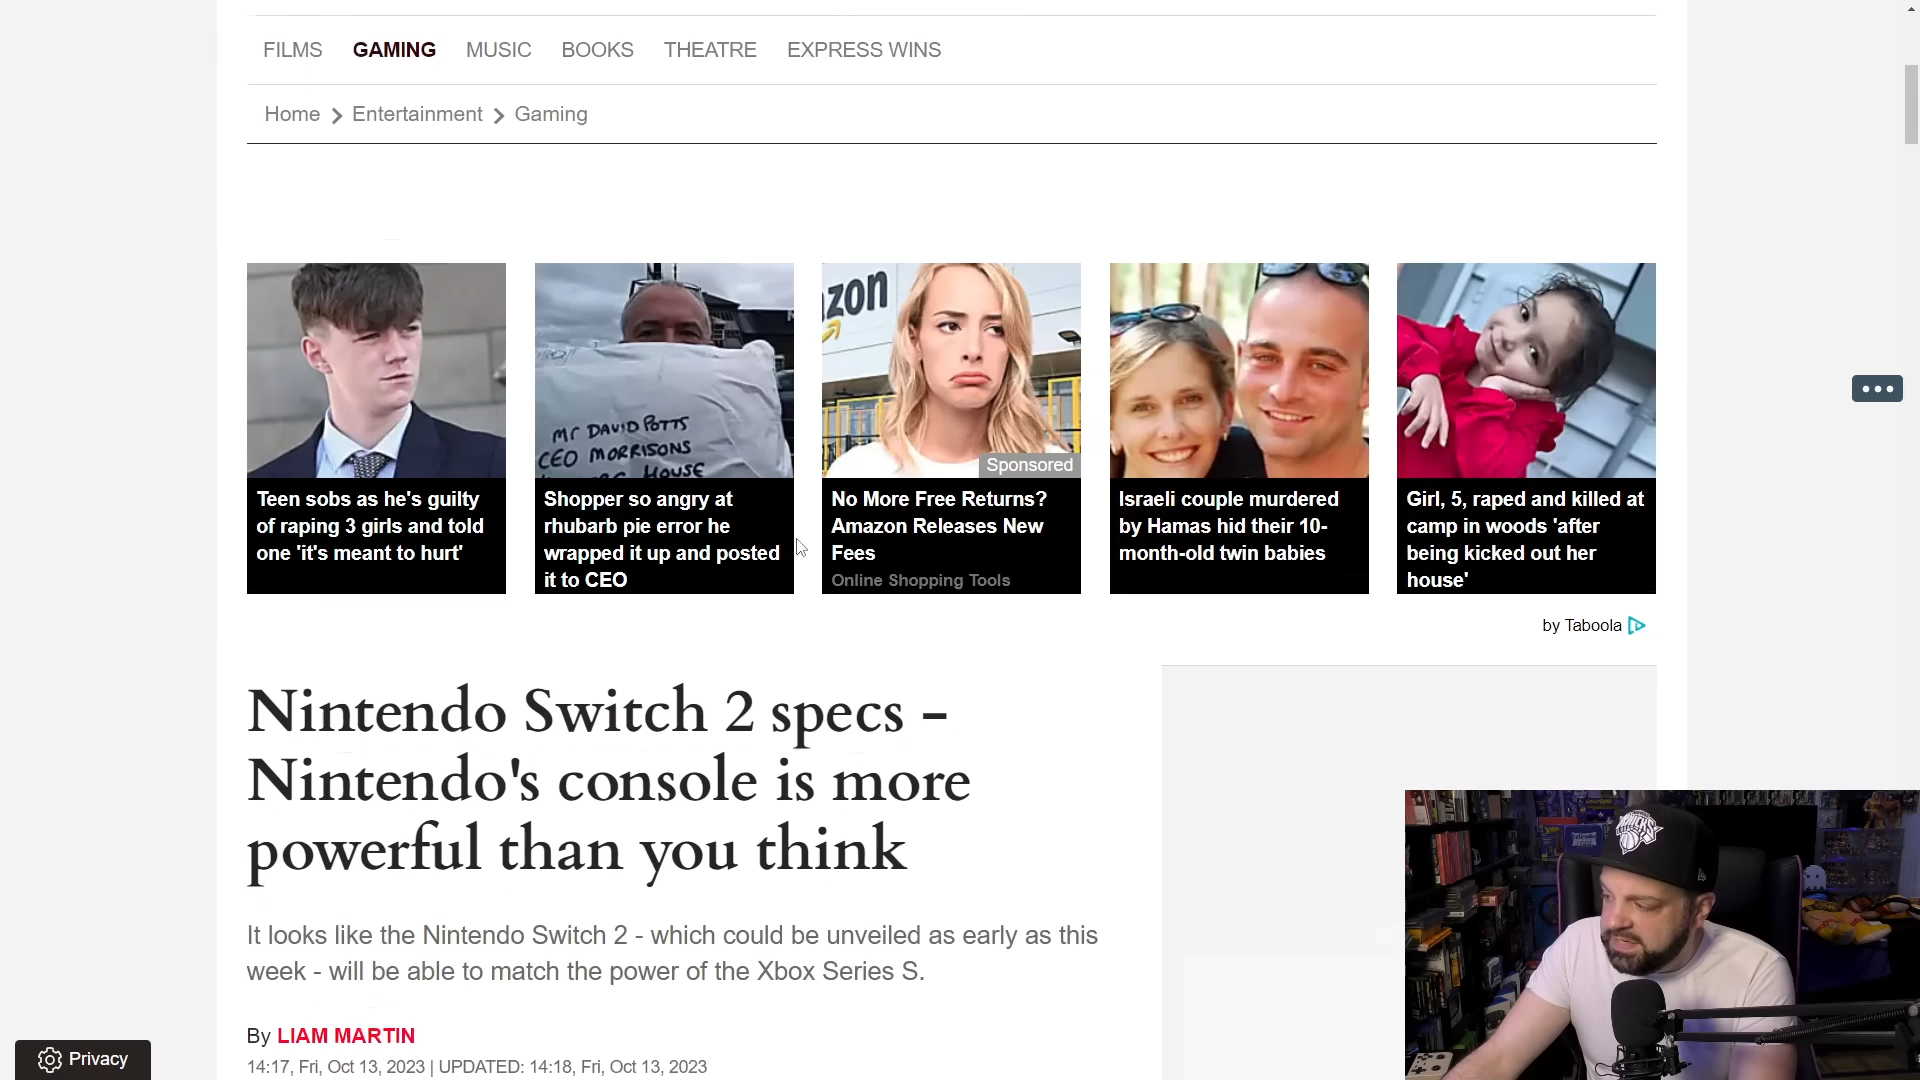 FILMS GAMING MUSIC BOOKS THEATRE EXPRESS WINS
Home Entertainment Gaming
zon
Mr DAVID POTTS
CEO MORRISONS
HOUSE
Sponsored
Teen sobs as he's guilty
of raping 3 girls and told
one 'it's meant to hurt'
Shopper so angry at
rhubarb pie error he
wrapped it up and posted
it to CEO
No More Free Returns?
Amazon Releases New
Fees
Online Shopping Tools
Israeli couple murdered
by Hamas hid their 10-
month-old twin babies
Girl, 5, raped and killed at
camp in woods 'after
being kicked out her
house'
by Taboola
Nintendo Switch 2 specs -
Nintendo's console is more
powerful than you think
It looks like the Nintendo Switch 2 - which could be unveiled as early as this
week - will be able to match the power of the Xbox Series S.
By LIAM MARTIN
14:17, Fri, Oct 13, 2023 | UPDATED: 14:18, Fri, Oct 13, 2023
Privacy
KNICKS